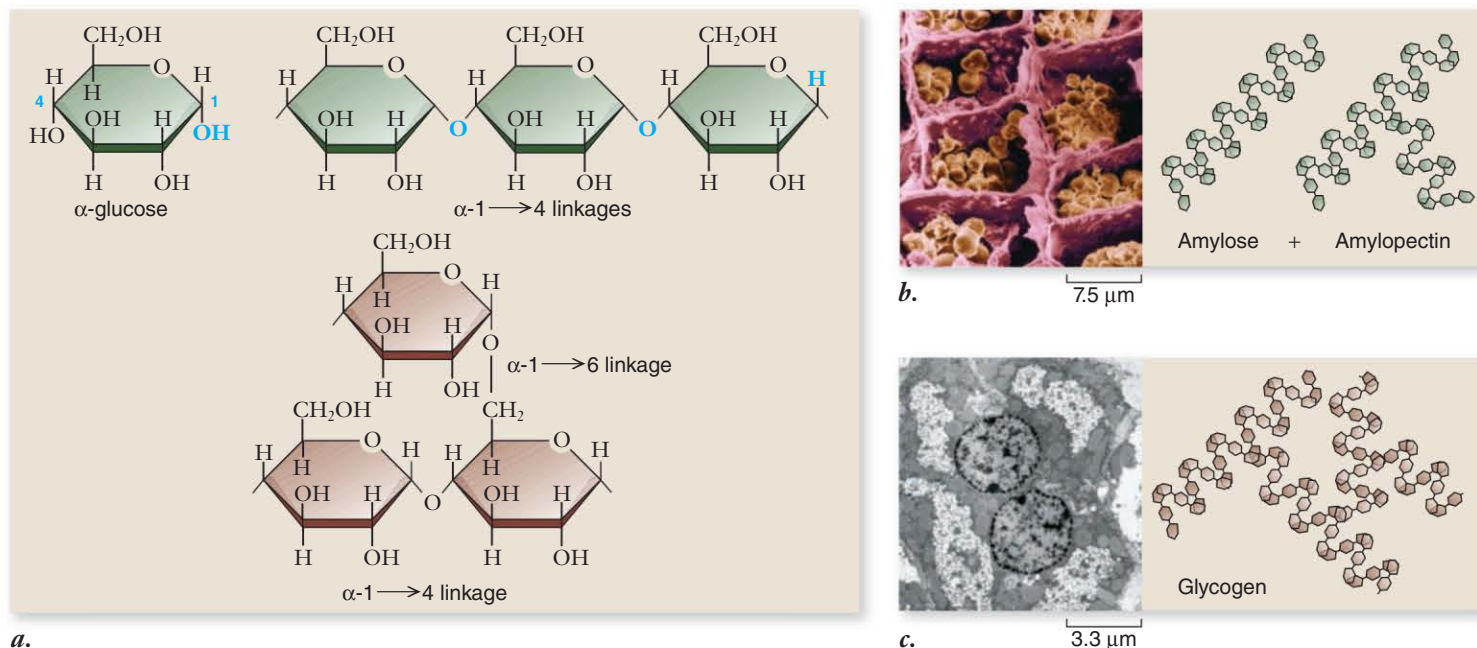 CH₂OH
H
O
H
H
4
1
OH
H
HO
OH
H
OH
α-glucose
CH₂OH
CH₂OH
CH₂OH
H
O
H
O
H
O
H
OH
H
O
OH
H
O
OH
H
H
OH
H
OH
H
OH
α-1 → 4 linkages
CH₂OH
H
O
H
H
OH
H
O
H
OH
α-1 → 6 linkage
CH₂OH
CH₂
H
O
H
H
O
H
H
H
OH
H
O
OH
H
H
OH
H
OH
α-1 → 4 linkage
a.
Amylose + Amylopectin
b.
7.5 μm
Glycogen
c.
3.3 μm